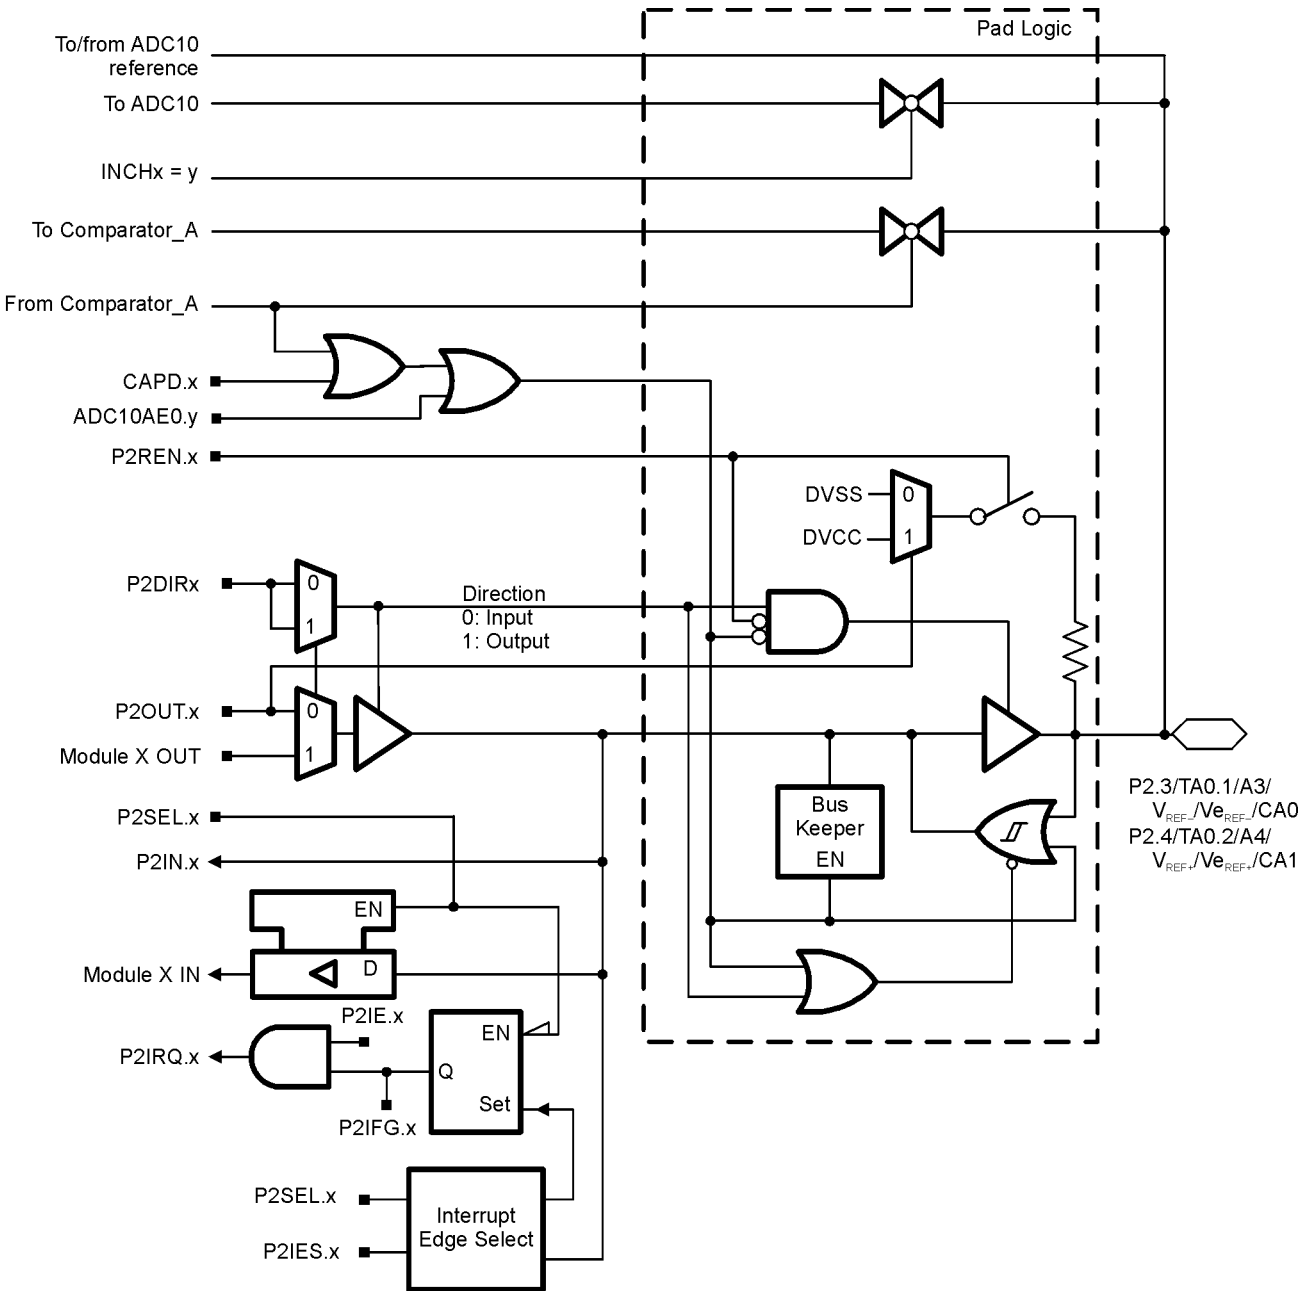 Pad Logic
To/from ADC10
reference
To ADC10
INCHx = y
To Comparator_A
From Comparator_A
CAPD.x
ADC10AE0.y
P2REN.x
DVSS
0
DVCC
1
P2DIRx
0
1
Direction
0: Input
1: Output
P2OUT.x
0
Module X OUT
1
P2.3/TA0.1/A3/
VREF−/VeREF−/CA0
P2.4/TA0.2/A4/
VREF+/VeREF+/CA1
Bus
Keeper
EN
P2SEL.x
P2IN.x
EN
D
Module X IN
P2IE.x
P2IRQ.x
EN
Q
Set
P2IFG.x
P2SEL.x
P2IES.x
Interrupt
Edge Select